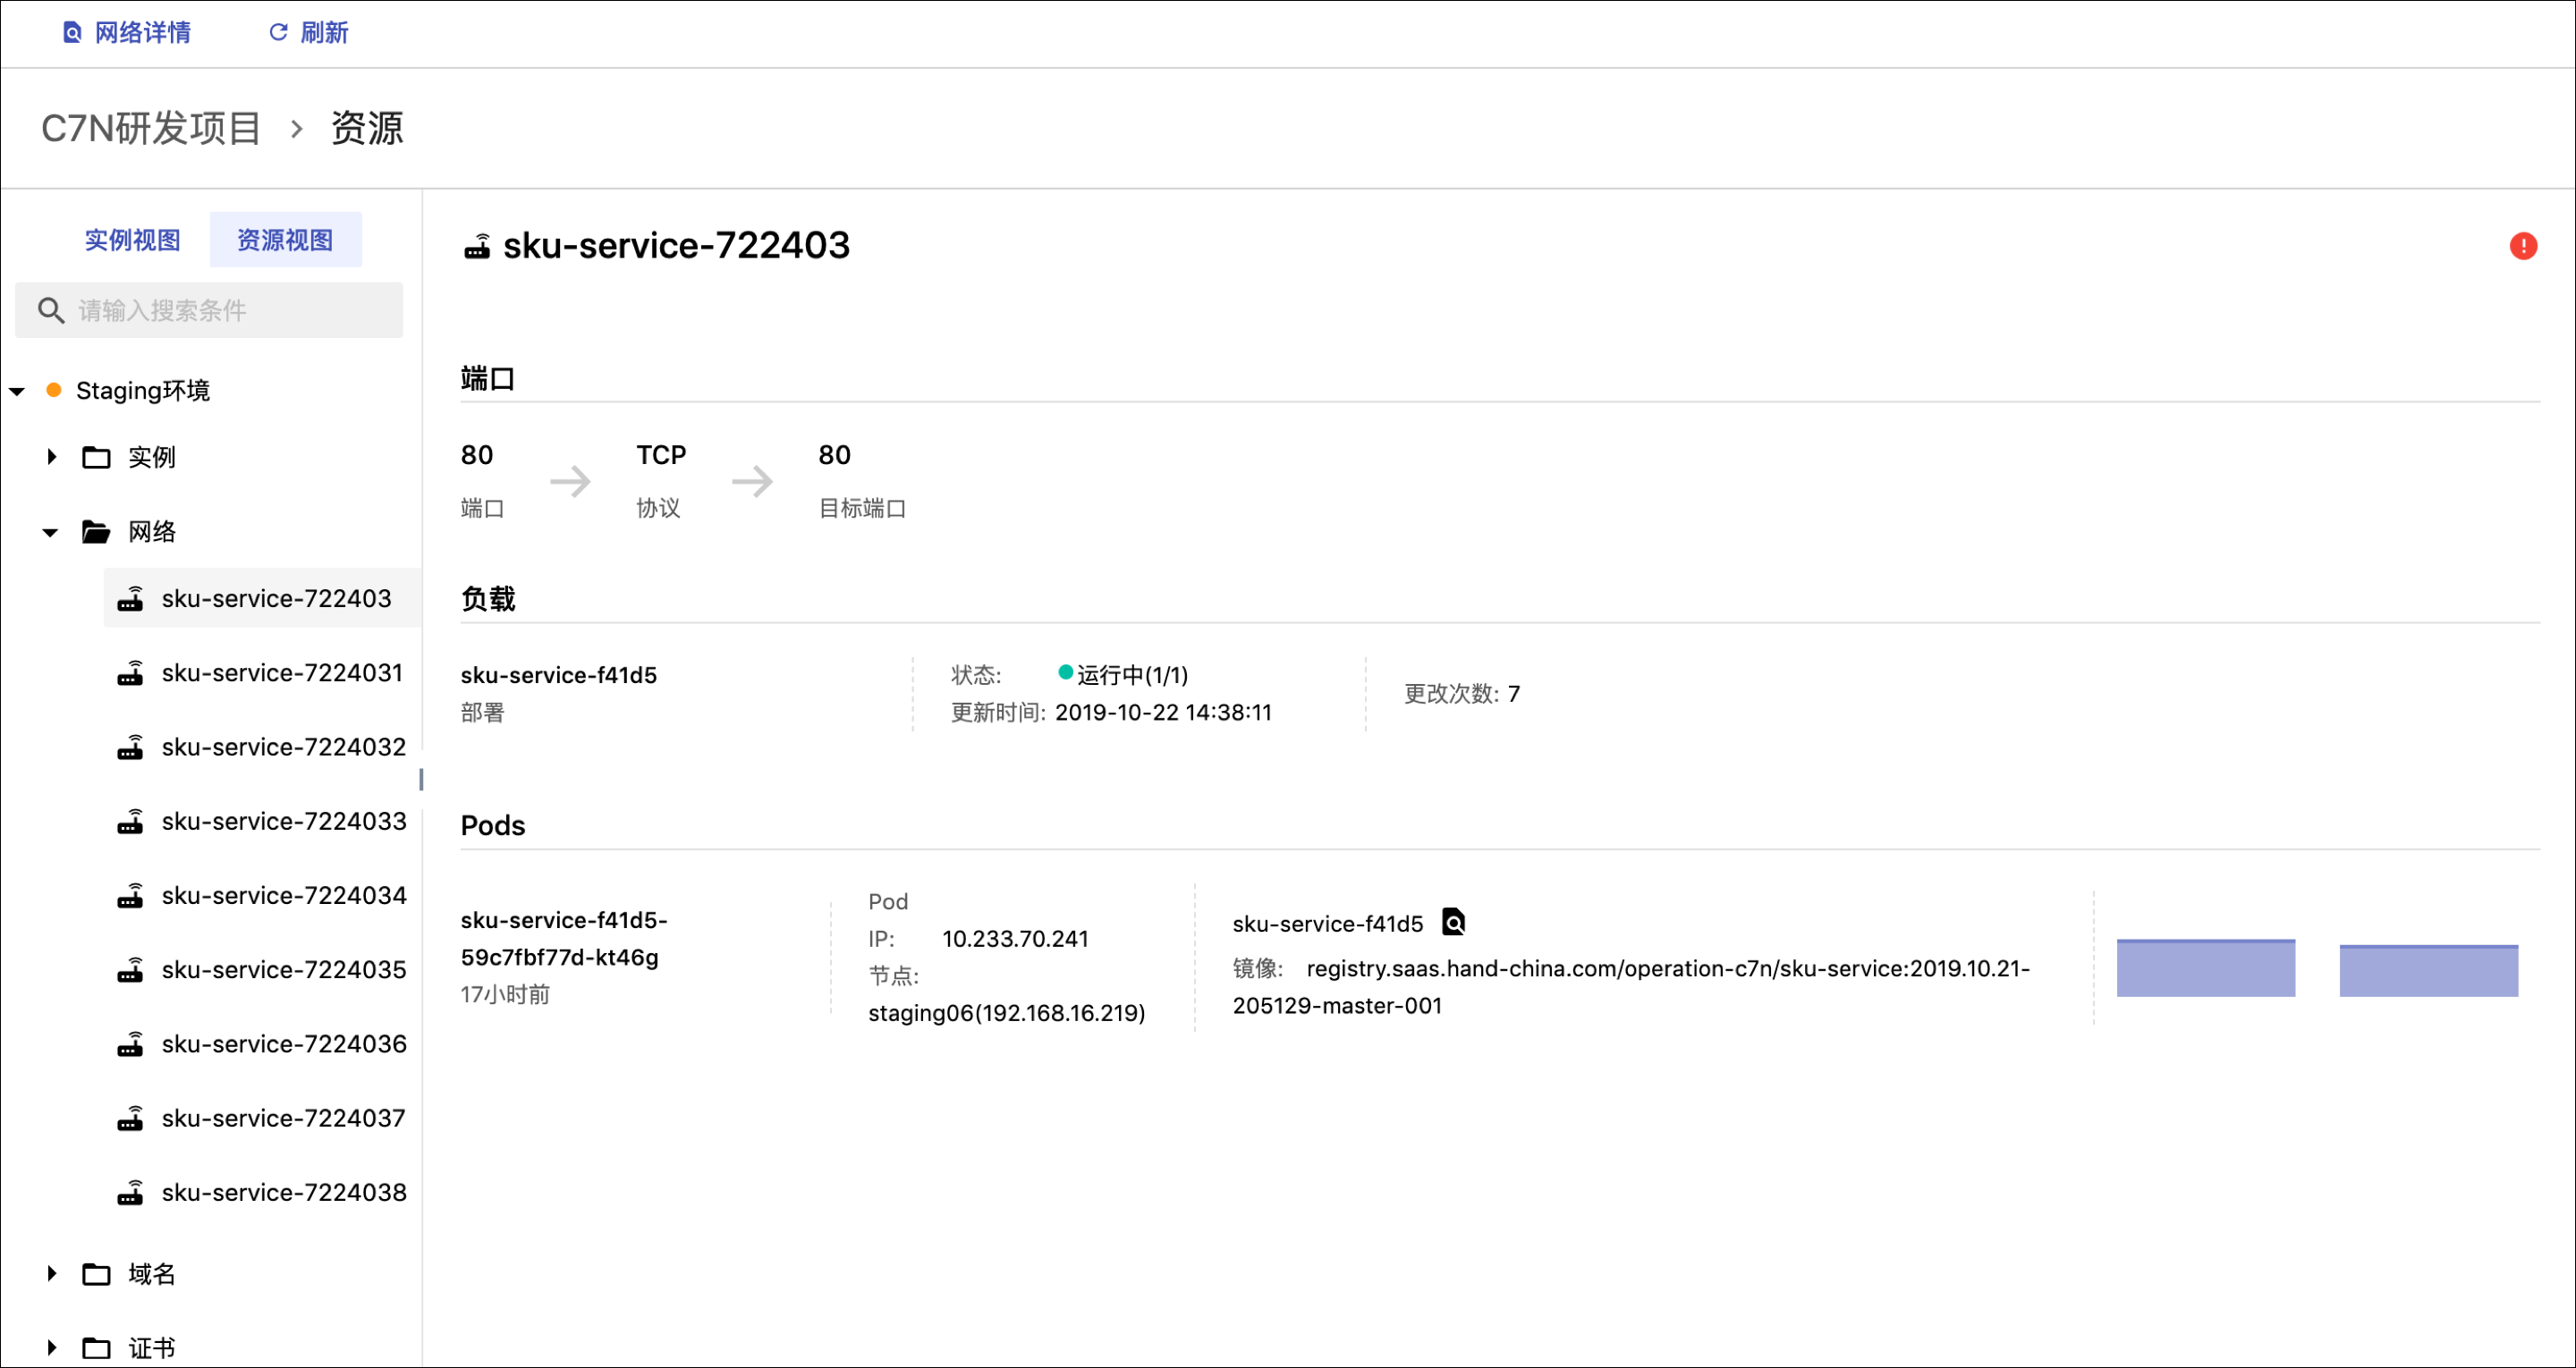 网络详情
刷新
C7N研发项目 > 资源
实例视图
资源视图
请输入搜索条件
Staging环境
实例
网络
sku-service-722403
sku-service-7224031
sku-service-7224032
sku-service-7224033
sku-service-7224034
sku-service-7224035
sku-service-7224036
sku-service-7224037
sku-service-7224038
域名
证书
sku-service-722403
端口
80
端口
TCP
协议
80
目标端口
负载
sku-service-f41d5
部署
状态: 运行中(1/1)
更新时间: 2019-10-22 14:38:11
更改次数: 7
Pods
sku-service-f41d5-
59c7fbf77d-kt46g
17小时前
Pod
IP: 10.233.70.241
节点:
staging06(192.168.16.219)
sku-service-f41d5
镜像: registry.saas.hand-china.com/operation-c7n/sku-service:2019.10.21-
205129-master-001